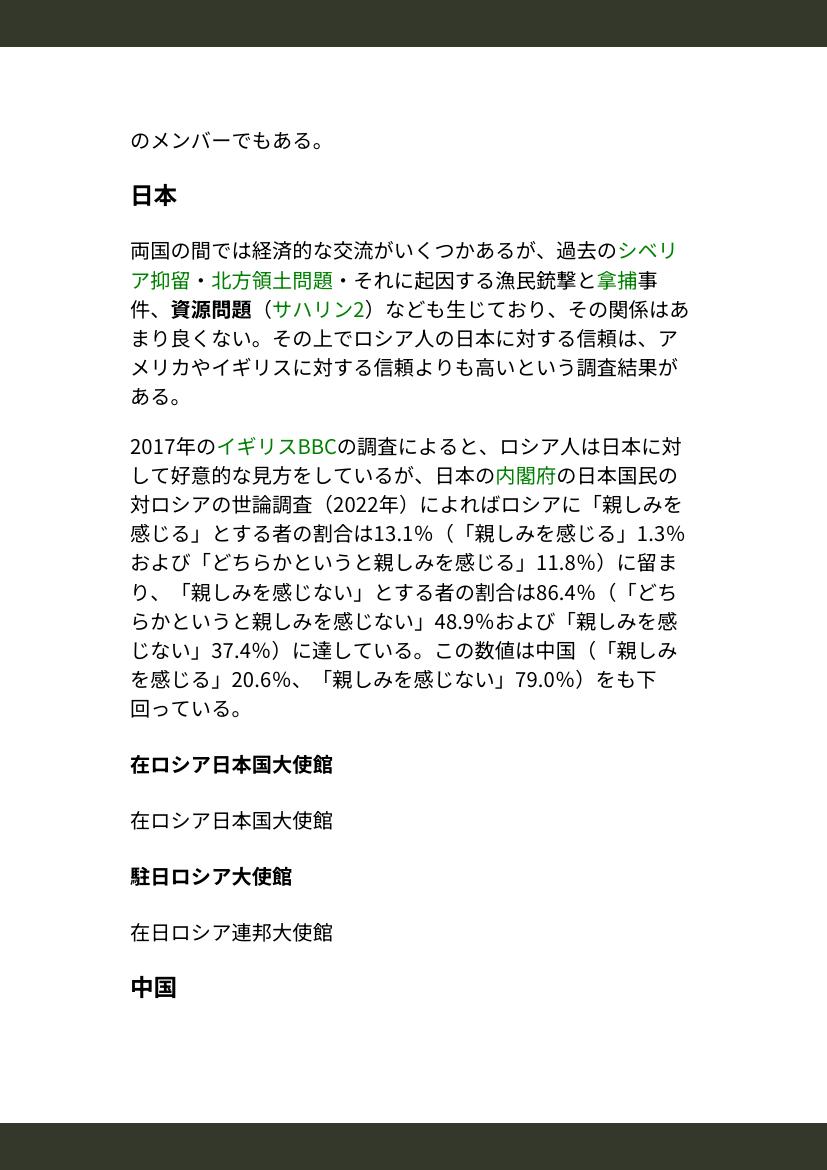 のメンバーでもある。
日本
両国の間では経済的な交流がいくつかあるが、過去のシベリ
ア抑留・北方領土問題・それに起因する漁民銃撃と拿捕事
件、資源問題（サハリン2）なども生じており、その関係はあ
まり良くない。その上でロシア人の日本に対する信頼は、ア
メリカやイギリスに対する信頼よりも高いという調査結果が
ある。
2017年のイギリスBBCの調査によると、ロシア人は日本に対
して好意的な見方をしているが、日本の内閣府の日本国民の
対ロシアの世論調査（2022年）によればロシアに「親しみを
感じる」とする者の割合は13.1%（「親しみを感じる」1.3%
および「どちらかというと親しみを感じる」11.8%）に留ま
り、「親しみを感じない」とする者の割合は86.4%（「どち
らかというと親しみを感じない」48.9%および「親しみを感
じない」37.4%）に達している。この数値は中国（「親しみ
を感じる」20.6%、「親しみを感じない」79.0%）をも下
回っている。
在ロシア日本国大使館
在ロシア日本国大使館
駐日ロシア大使館
在日ロシア連邦大使館
中国